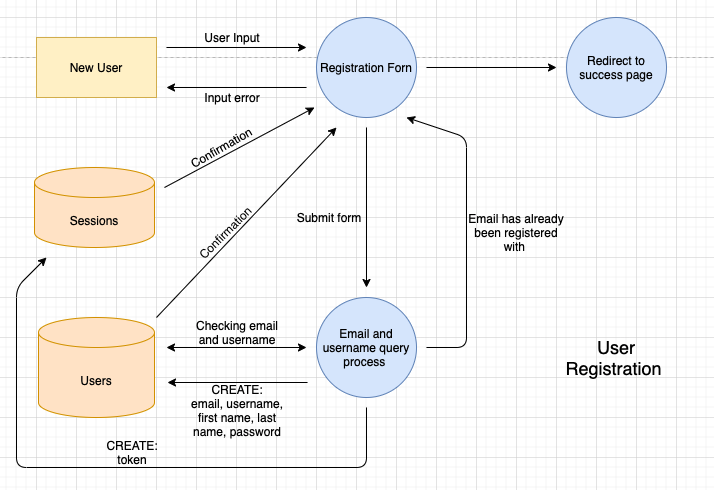 User Input
New User
Registration Forn
Redirect to
success page
Input error
Confirmation
Sessions
Confirmation
Submit form
Email has already
been registered
with
Checking email
and username
Email and
username query
process
User
Registration
Users
CREATE:
email, username,
first name, last
name, password
CREATE:
token